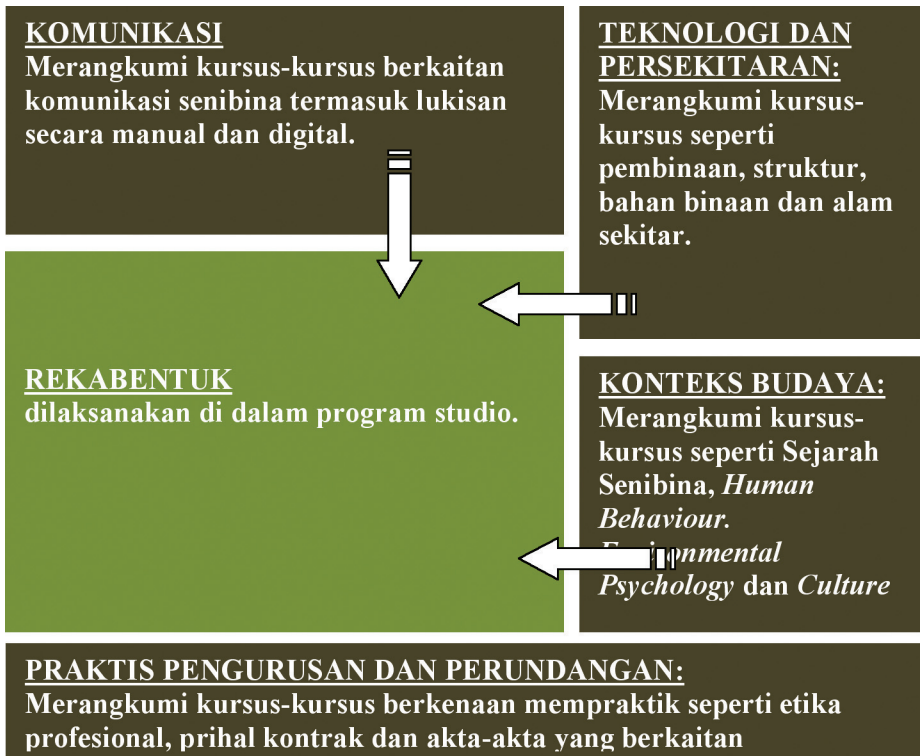 KOMUNIKASI
Merangkumi kursus-kursus berkaitan
komunikasi senibina termasuk lukisan
secara manual dan digital.
TEKNOLOGI DAN
PERSEKITARAN:
Merangkumi kursus-
kursus seperti
pembinaan, struktur,
bahan binaan dan alam
sekitar.
REKABENTUK
dilaksanakan di dalam program studio.
KONTEKS BUDAYA:
Merangkumi kursus-
kursus seperti Sejarah
Senibina, Human
Behaviour.
Psychology dan Culture
PRAKTIS PENGURUSAN DAN PERUNDANGAN:
Merangkumi kursus-kursus berkenaan mempraktik seperti etika
profesional, prihal kontrak dan akta-akta yang berkaitan